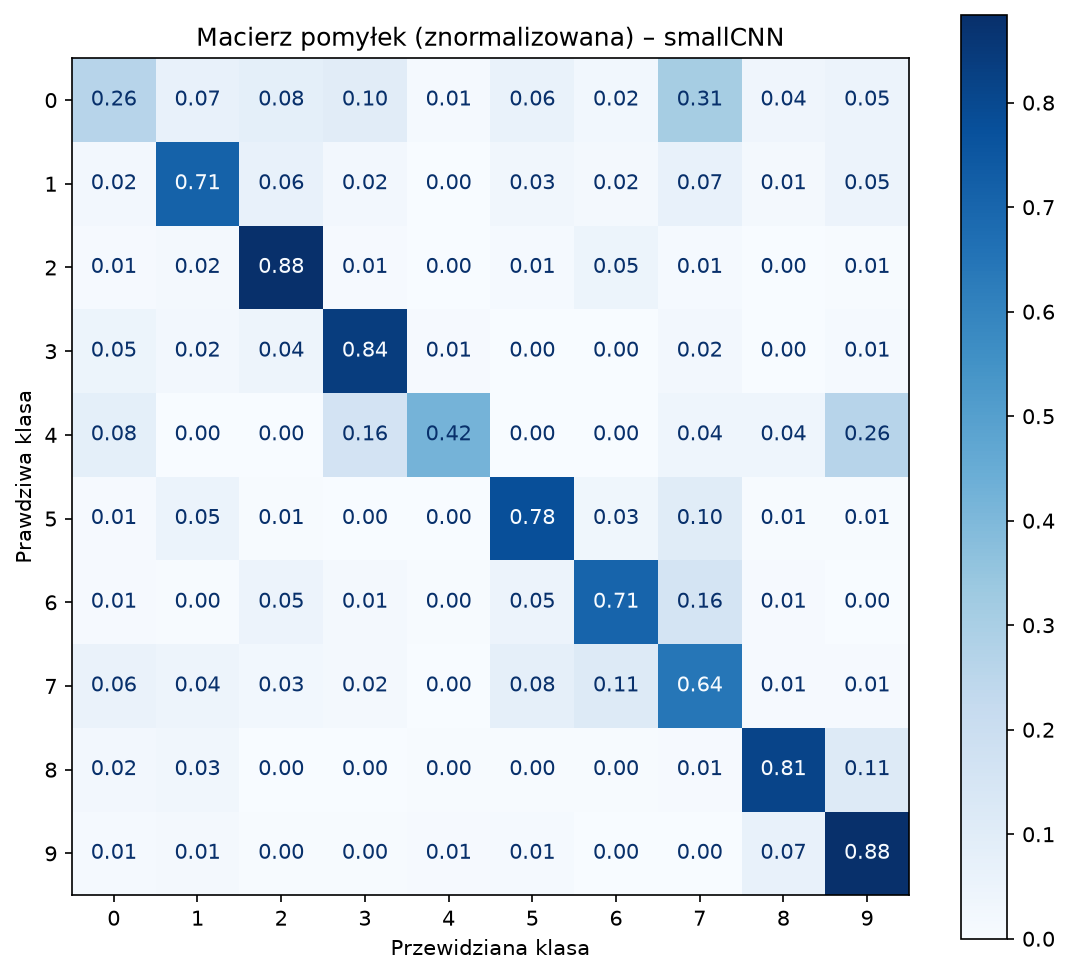 Macierz pomyłek (znormalizowana) – smallCNN
0 0.26 0.07 0.08 0.10 0.01 0.06 0.02 0.31 0.04 0.05
1 0.02 0.71 0.06 0.02 0.00 0.03 0.02 0.07 0.01 0.05
2 0.01 0.02 0.88 0.01 0.00 0.01 0.05 0.01 0.00 0.01
3 0.05 0.02 0.04 0.84 0.01 0.00 0.00 0.02 0.00 0.01
4 0.08 0.00 0.00 0.16 0.42 0.00 0.00 0.04 0.04 0.26
5 0.01 0.05 0.01 0.00 0.00 0.78 0.03 0.10 0.01 0.01
6 0.01 0.00 0.05 0.01 0.00 0.05 0.71 0.16 0.01 0.00
7 0.06 0.04 0.03 0.02 0.00 0.08 0.11 0.64 0.01 0.01
8 0.02 0.03 0.00 0.00 0.00 0.00 0.00 0.01 0.81 0.11
9 0.01 0.01 0.00 0.00 0.01 0.01 0.00 0.00 0.07 0.88
0 1 2 3 4 5 6 7 8 9
Przewidziana klasa
Prawdziwa klasa
0.8
0.7
0.6
0.5
0.4
0.3
0.2
0.1
0.0